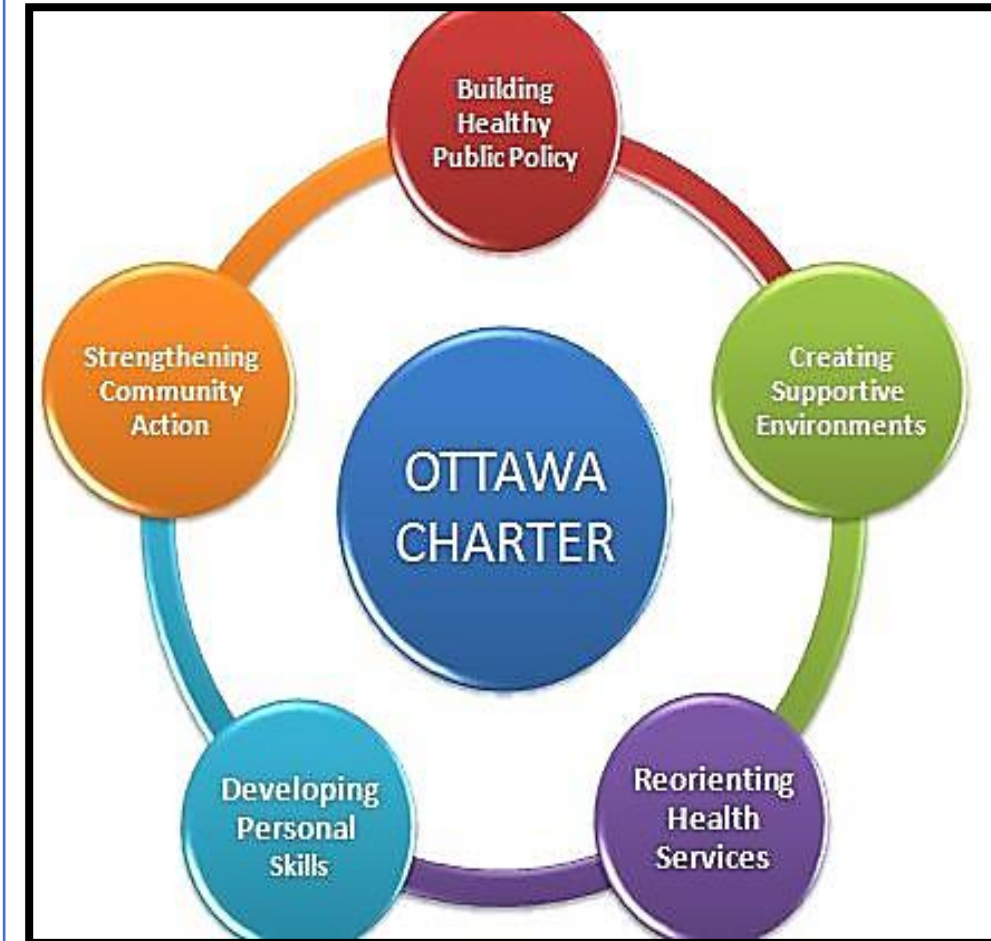 Building
Healthy
Public Policy
Strengthening
Community
Action
Creating
Supportive
Environments
OTTAWA
CHARTER
Developing
Personal
Skills
Reorienting
Health
Services